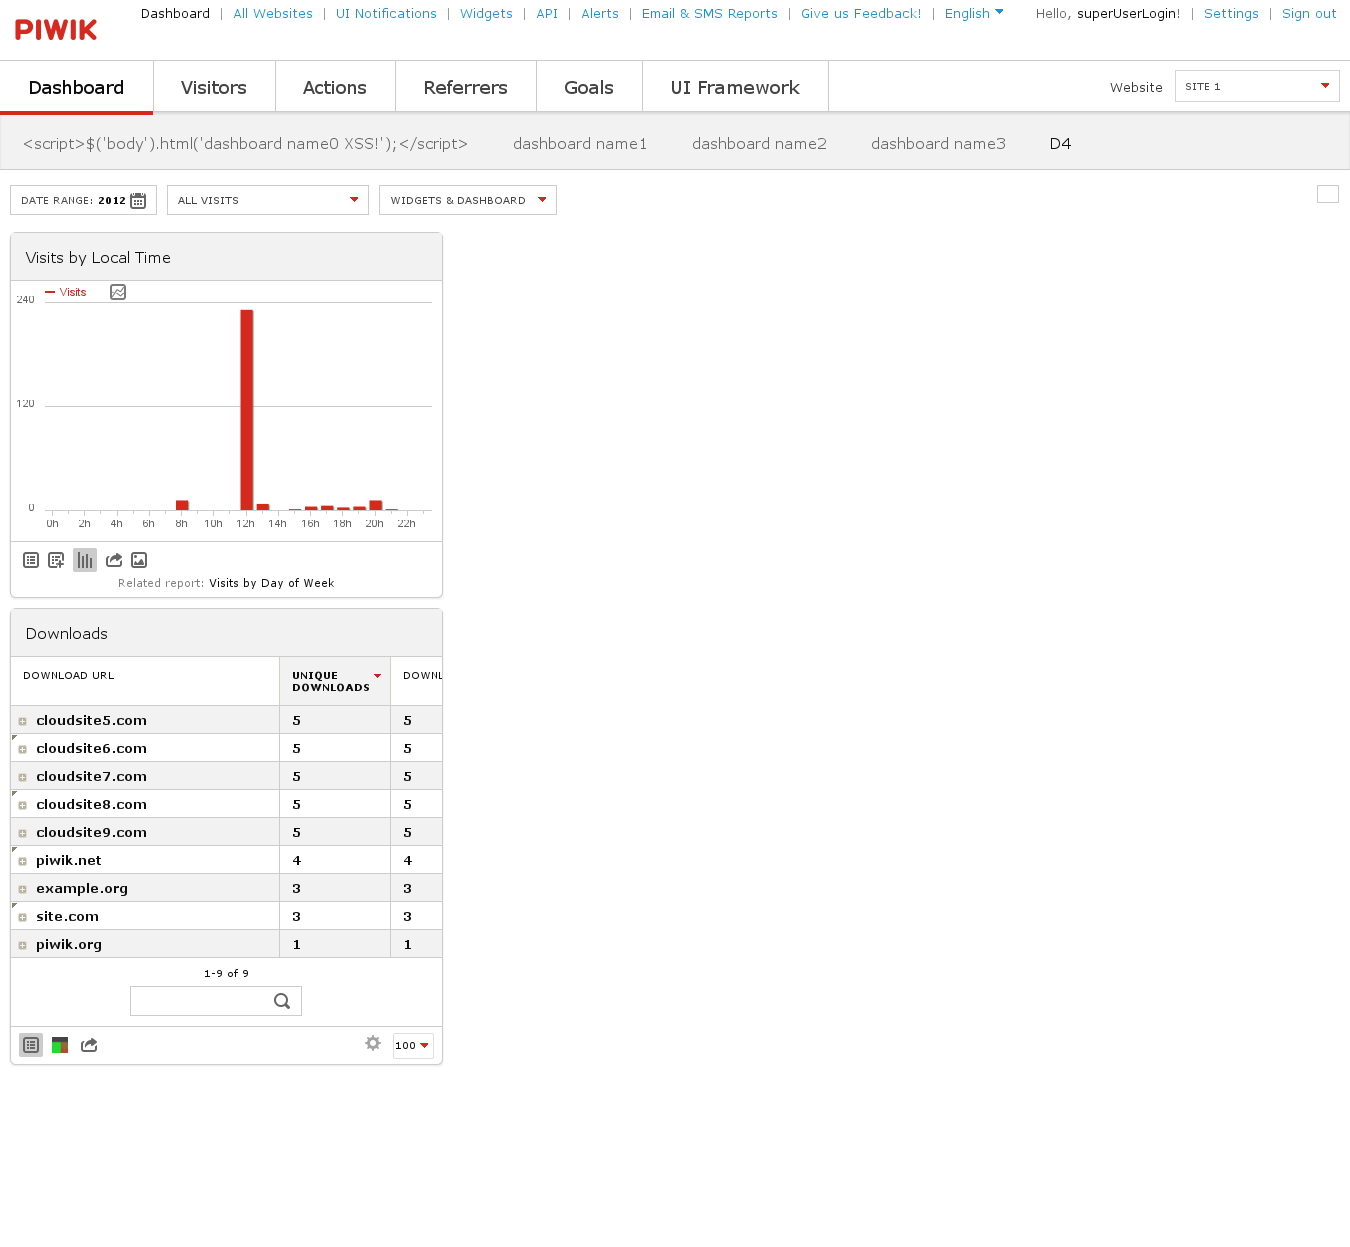 Dashboard | All Websites | UI Notifications | Widgets | API | Alerts | Email & SMS Reports | Give us Feedback! | English Hello, superUserLogin! | Settings | Sign out
PIWIK
Dashboard Visitors Actions Referrers Goals UI Framework Website SITE 1
<script>$('body').html('dashboard name0 XSS!');</script> dashboard name1 dashboard name2 dashboard name3 D4
DATE RANGE: 2012 ALL VISITS WIDGETS & DASHBOARD
Visits by Local Time
Visits
240
120
0
0h 2h 4h 6h 8h 10h 12h 14h 16h 18h 20h 22h
Related report: Visits by Day of Week
Downloads
DOWNLOAD URL UNIQUE DOWNL
DOWNLOADS
cloudsite5.com 5 5
cloudsite6.com 5 5
cloudsite7.com 5 5
cloudsite8.com 5 5
cloudsite9.com 5 5
piwik.net 4 4
example.org 3 3
site.com 3 3
piwik.org 1 1
1-9 of 9
100